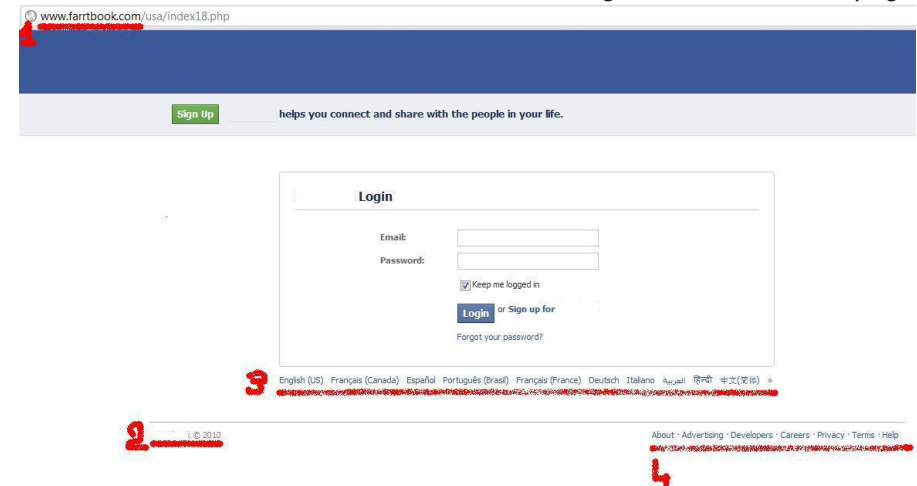 www.farrtbook.com/usa/index18.php
1
Sign Up helps you connect and share with the people in your life.
Login
Email:
Password:
Keep me logged in
Login or Sign up for
Forgot your password?
3 English (US) Français (Canada) Español Português (Brasil) Français (France) Deutsch Italiano العربية हिन्दी 中文(简体) »
2 © 2010 About · Advertising · Developers · Careers · Privacy · Terms · Help
4